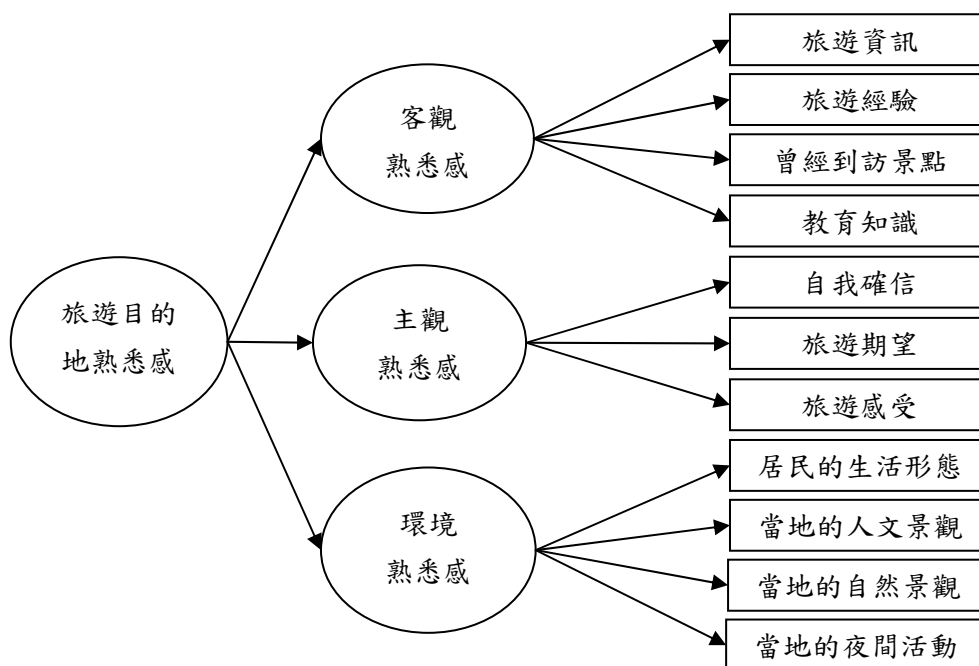 旅遊目的
地熟悉感
客觀
熟悉感
旅遊資訊
旅遊經驗
曾經到訪景點
教育知識
主觀
熟悉感
自我確信
旅遊期望
旅遊感受
環境
熟悉感
居民的生活形態
當地的人文景觀
當地的自然景觀
當地的夜間活動